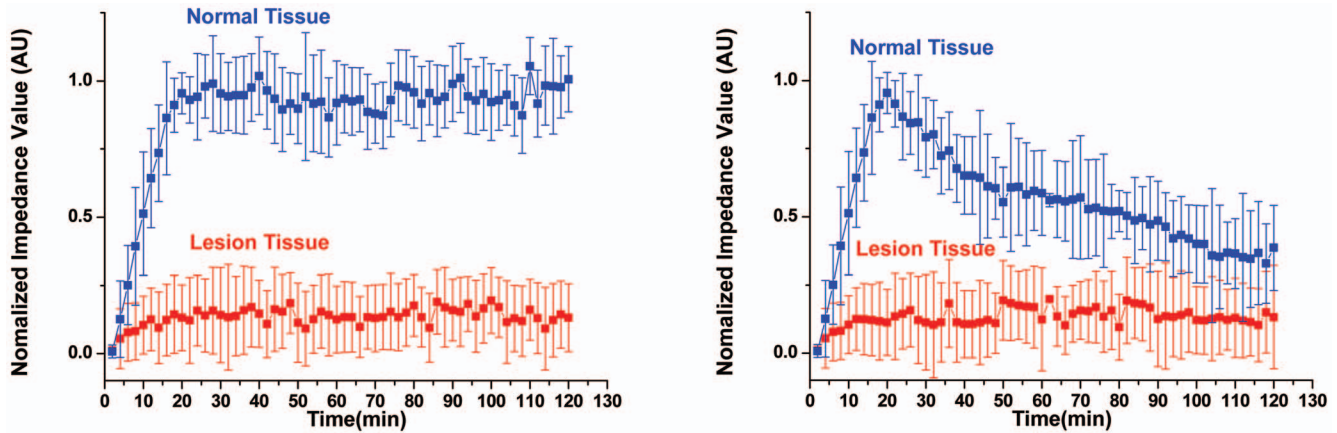 Normal Tissue
Normalized Impedance Value (AU)
1.0
0.5
0.0
Lesion Tissue
0 10 20 30 40 50 60 70 80 90 100 110 120 130
Time(min)
Normal Tissue
Normalized Impedance Value (AU)
1.0
0.5
0.0
Lesion Tissue
0 10 20 30 40 50 60 70 80 90 100 110 120 130
Time(min)